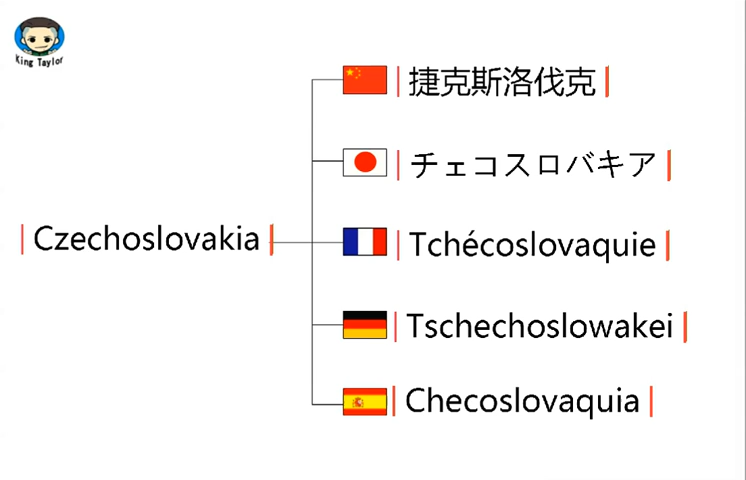 King Taylor
捷克斯洛伐克
チェコスロバキア
Czechoslovakia
Tchécoslovaquie
Tschechoslowakei
Checoslovaquia